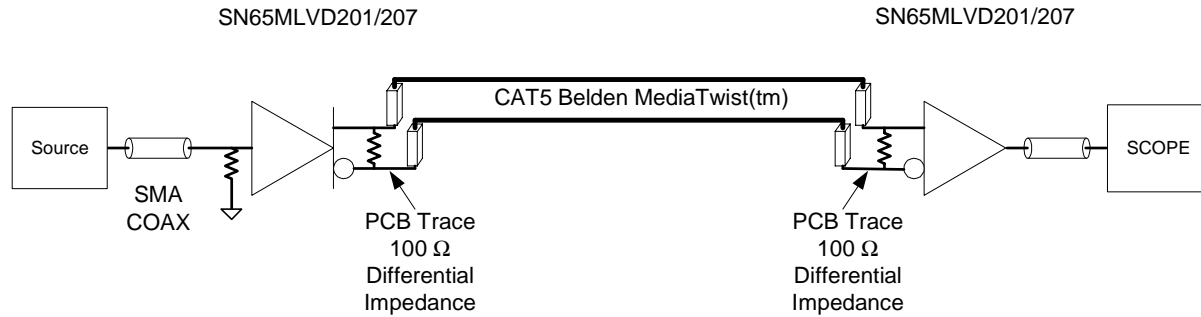 SN65MLVD201/207
SN65MLVD201/207
CAT5 Belden MediaTwist(tm)
Source
SCOPE
SMA
COAX
PCB Trace
100 Ω
Differential
Impedance
PCB Trace
100 Ω
Differential
Impedance